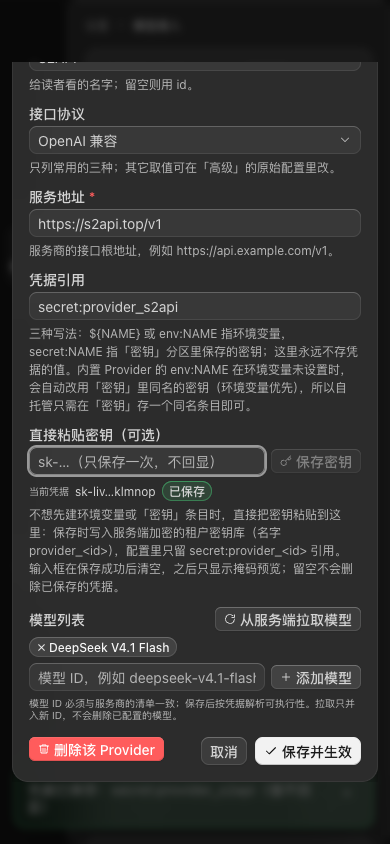 给读者看的名字；留空则用 id。
接口协议
OpenAI 兼容
只列常用的三种；其它取值可在「高级」的原始配置里改。
服务地址 *
https://s2api.top/v1
服务商的接口根地址，例如 https://api.example.com/v1。
凭据引用
secret:provider_s2api
三种写法：${NAME} 或 env:NAME 指环境变量，
secret:NAME 指「密钥」分区里保存的密钥；这里永远不存凭
据的值。内置 Provider 的 env:NAME 在环境变量未设置时，
会自动改用「密钥」里同名的密钥（环境变量优先），所以自
托管只需在「密钥」存一个同名条目即可。
直接粘贴密钥（可选）
sk-…（只保存一次，不回显） 保存密钥
当前凭据 sk-liv…klmnop 已保存
不想先建环境变量或「密钥」条目时，直接把密钥粘贴到这
里：保存时写入服务端加密的租户密钥库（名字
provider_<id>），配置里只留 secret:provider_<id> 引用。
输入框在保存成功后清空，之后只显示掩码预览；留空不会删
除已保存的凭据。
模型列表 从服务端拉取模型
× DeepSeek V4.1 Flash
模型 ID，例如 deepseek-v4.1-flash + 添加模型
模型 ID 必须与服务商的清单一致；保存后按凭据解析可执行性。拉取只并
入新 ID，不会删除已配置的模型。
删除该 Provider 取消 保存并生效